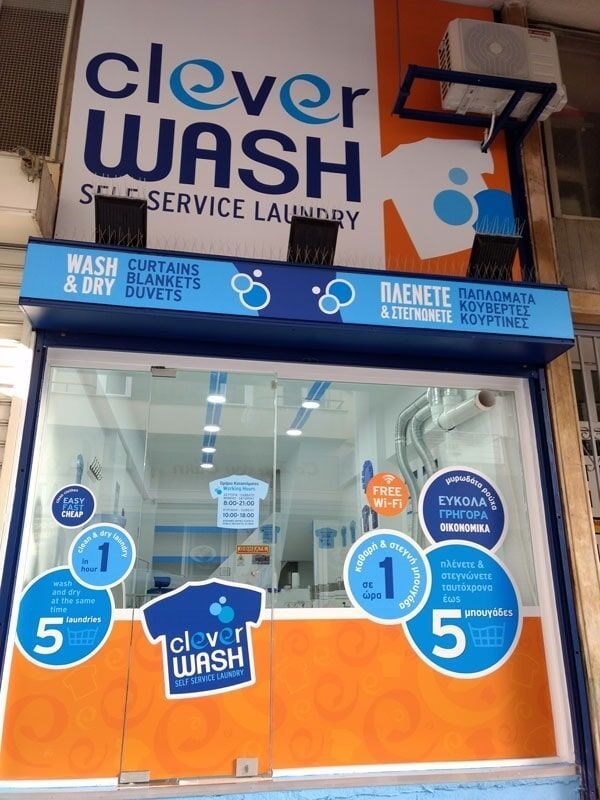 clever
WASH
SELF SERVICE LAUNDRY
WASH
& DRY
CURTAINS
BLANKETS
DUVETS
ΠΛΕΝΕΤΕ
& ΣΤΕΓΝΩΝΕΤΕ
ΠΑΠΛΩΜΑΤΑ
ΚΟΥΒΕΡΤΕΣ
ΚΟΥΡΤΙΝΕΣ
Ωράριο Καταστήματος
Working Hours
8:00-21:00
10:00-18:00
EASY
FAST
CHEAP
clean & dry laundry
in 1
hour
wash
and dry
at the same
time
5 laundries
clever
WASH
SELF SERVICE LAUNDRY
FREE
Wi-Fi
μυρωδάτα ρούχα
ΕΥΚΟΛΑ
ΓΡΗΓΟΡΑ
ΟΙΚΟΝΟΜΙΚΑ
καθαρή & στεγνή μπουγάδα
σε 1
ώρα
πλένετε &
στεγνώνετε
ταυτόχρονα
έως
5 μπουγάδες